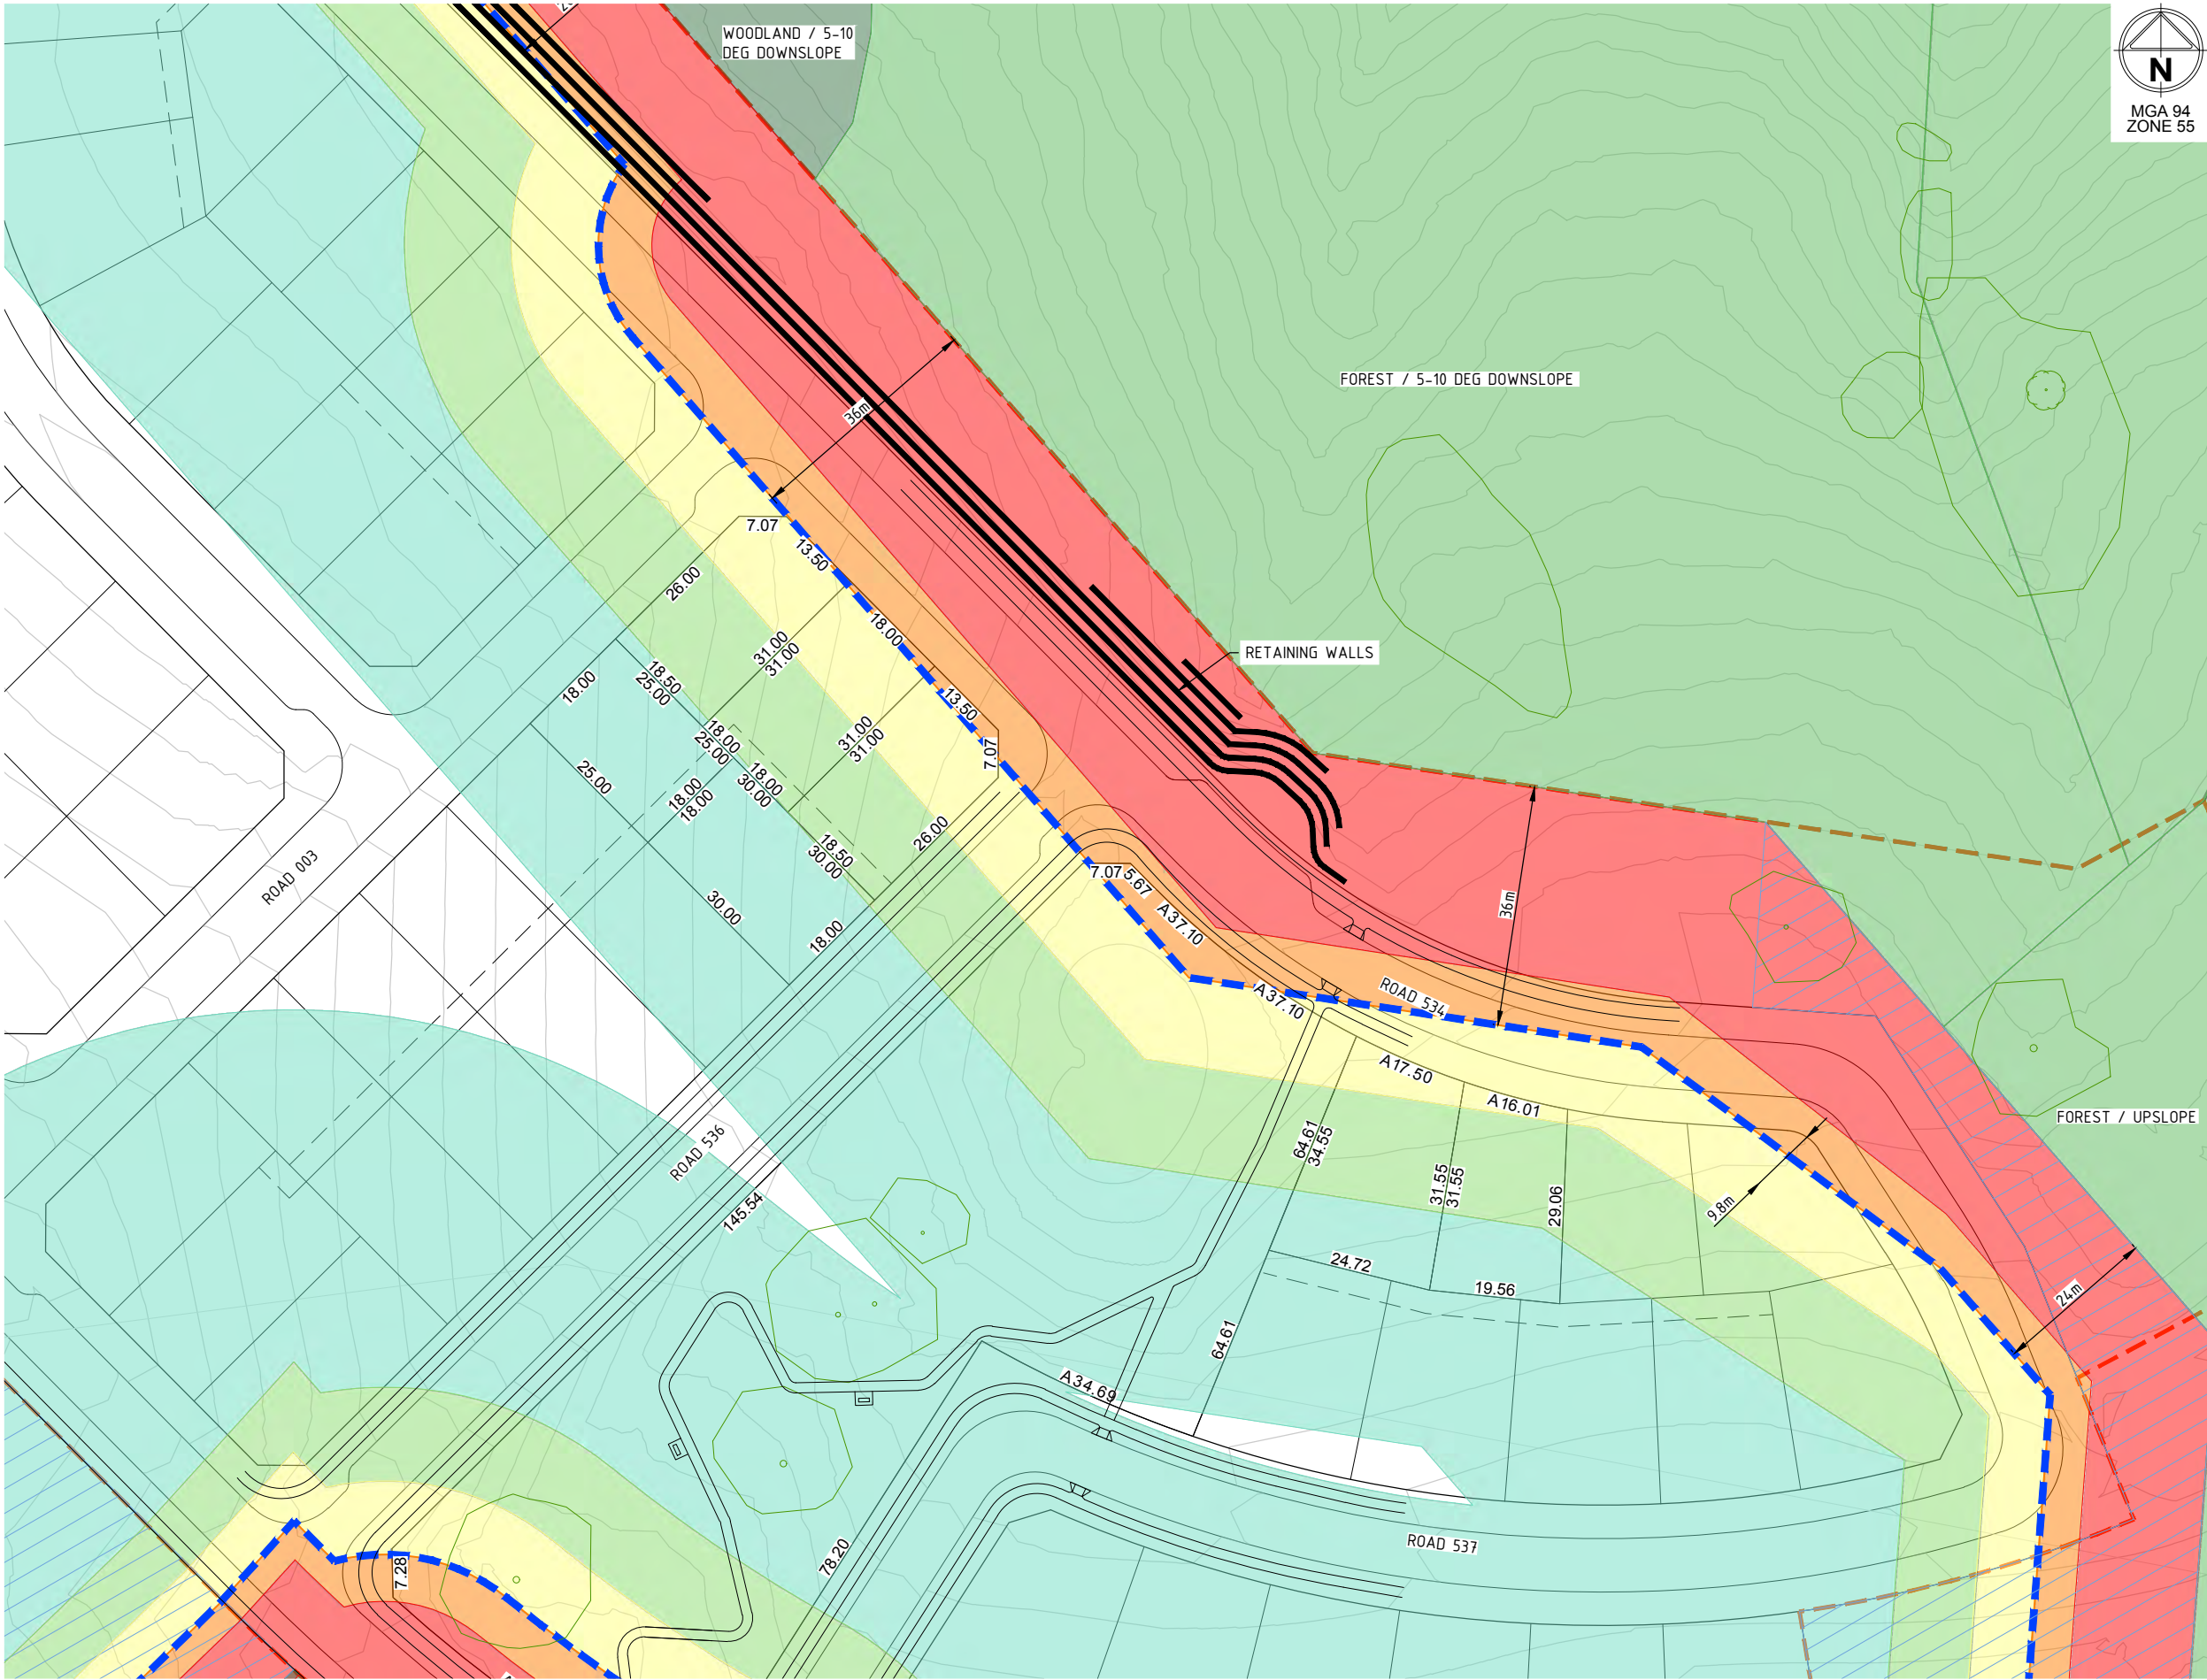 WOODLAND / 5-10
DEG DOWNSLOPE
N
MGA 94
ZONE 55
FOREST / 5-10 DEG DOWNSLOPE
36m
7.07
13.50
26.00
18.00
31.00
31.00
RETAINING WALLS
18.50
25.00
18.00
13.50
7.07
31.00
31.00
18.00
25.00
25.00
18.00
30.00
18.00
18.00
26.00
18.50
30.00
ROAD 003
30.00
18.00
7.07
5.67
A37.10
36m
A37.10
ROAD 534
A17.50
A16.01
FOREST / UPSLOPE
64.61
34.55
31.55
31.55
29.06
9.8m
ROAD 536
145.54
24.72
19.56
24m
64.61
A34.69
78.20
ROAD 537
7.28